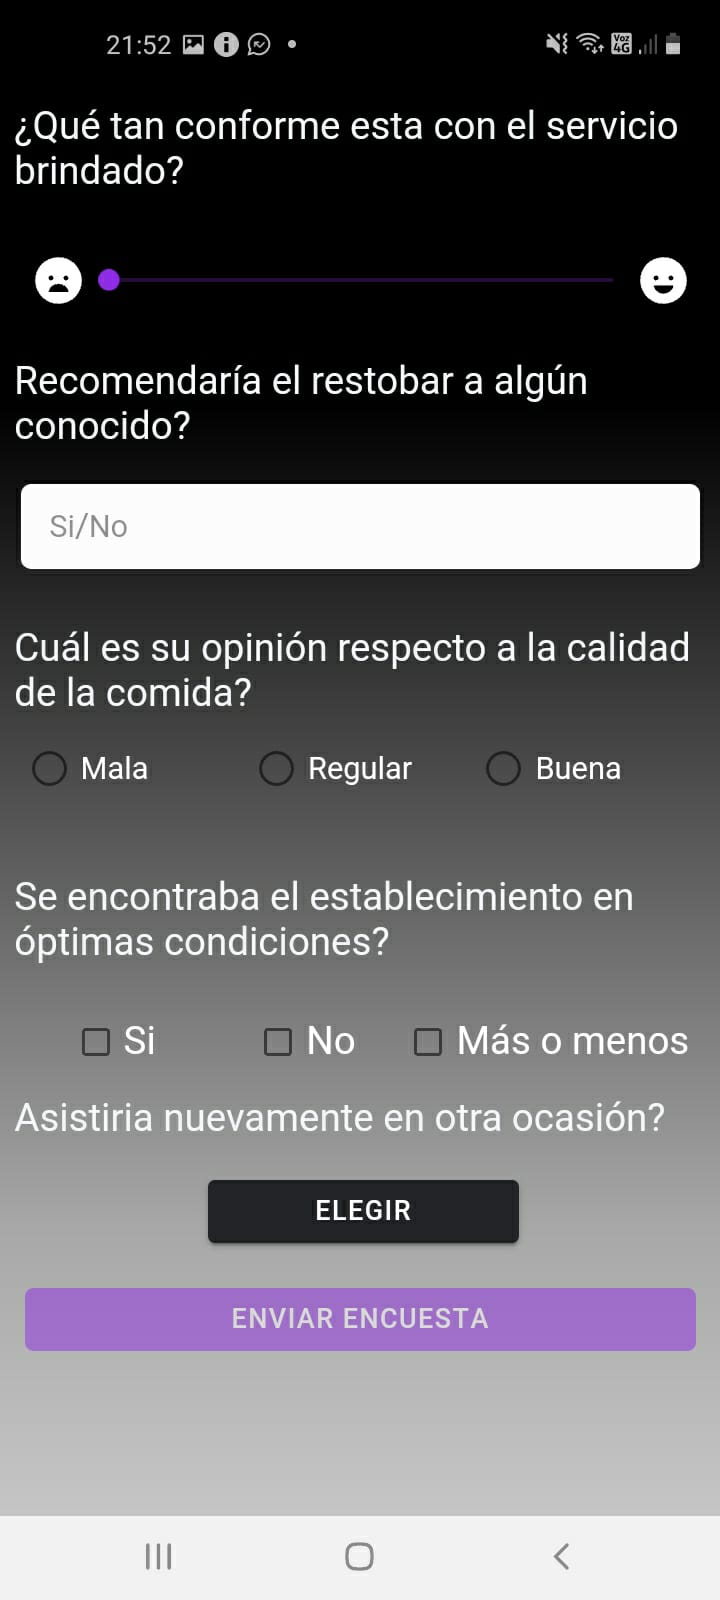 21:52
Voz
4G
¿Qué tan conforme esta con el servicio
brindado?
Recomendaría el restobar a algún
conocido?
Si/No
Cuál es su opinión respecto a la calidad
de la comida?
Mala Regular Buena
Se encontraba el establecimiento en
óptimas condiciones?
Si No Más o menos
Asistiria nuevamente en otra ocasión?
ELEGIR
ENVIAR ENCUESTA